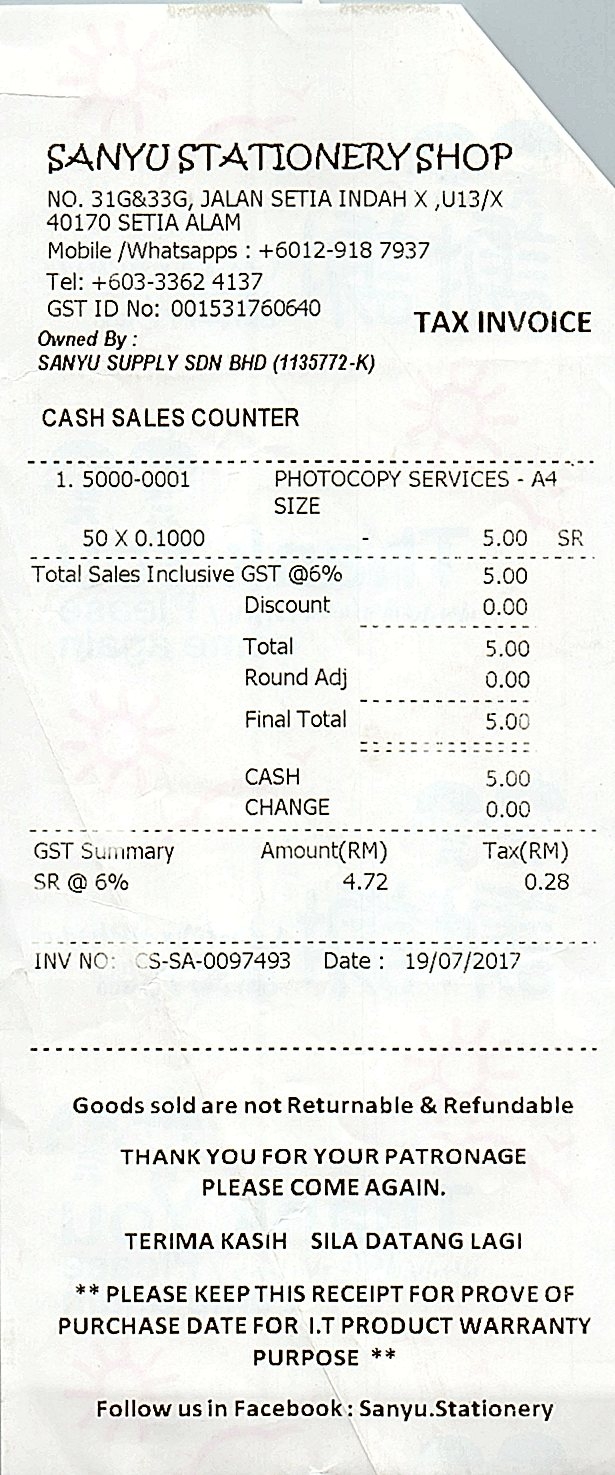 SANYU STATIONERY SHOP
NO. 31G&33G, JALAN SETIA INDAH X ,U13/X
40170 SETIA ALAM
Mobile /Whatsapps : +6012-918 7937
Tel: +603-3362 4137
GST ID No: 001531760640
TAX INVOICE
Owned By :
SANYU SUPPLY SDN BHD (1135772-K)
CASH SALES COUNTER
1. 5000-0001 PHOTOCOPY SERVICES - A4
SIZE
50 X 0.1000 - 5.00 SR
Total Sales Inclusive GST @6% 5.00
Discount 0.00
Total 5.00
Round Adj 0.00
Final Total 5.00
CASH 5.00
CHANGE 0.00
GST Summary Amount(RM) Tax(RM)
SR @ 6% 4.72 0.28
INV NO: CS-SA-0097493 Date : 19/07/2017
Goods sold are not Returnable & Refundable
THANK YOU FOR YOUR PATRONAGE
PLEASE COME AGAIN.
TERIMA KASIH SILA DATANG LAGI
** PLEASE KEEP THIS RECEIPT FOR PROVE OF
PURCHASE DATE FOR I.T PRODUCT WARRANTY
PURPOSE **
Follow us in Facebook : Sanyu.Stationery